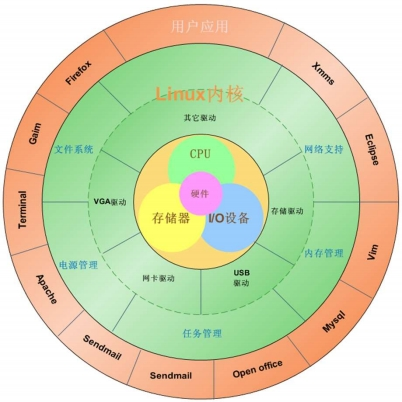 用户应用
Firefox
Xmms
Linux内核
Gaim
其它驱动
Eclipse
文件系统
CPU
网络支持
Terminal
VGA驱动
硬件
存储器
I/O设备
存储驱动
Vim
电源管理
内存管理
网卡驱动
USB
驱动
Apache
Mysql
任务管理
Sendmail
Sendmail
Open office